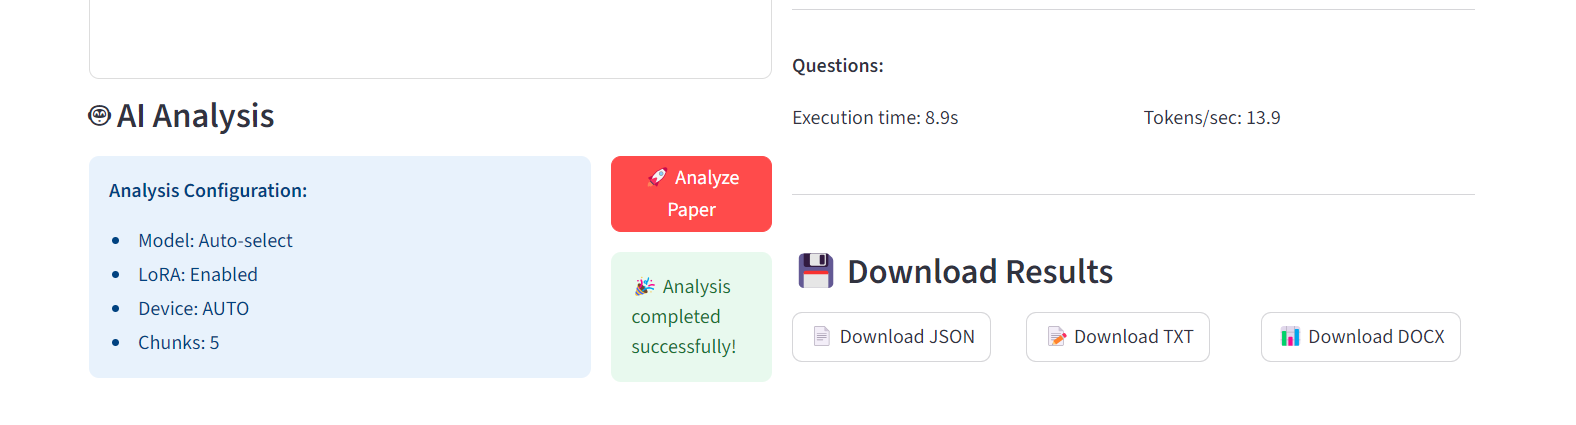 AI Analysis
Analysis Configuration:
Model: Auto-select
LoRA: Enabled
Device: AUTO
Chunks: 5
🚀 Analyze
Paper
🎉 Analysis
completed
successfully!
Questions:
Execution time: 8.9s
Tokens/sec: 13.9
💾 Download Results
📄 Download JSON
📝 Download TXT
📊 Download DOCX